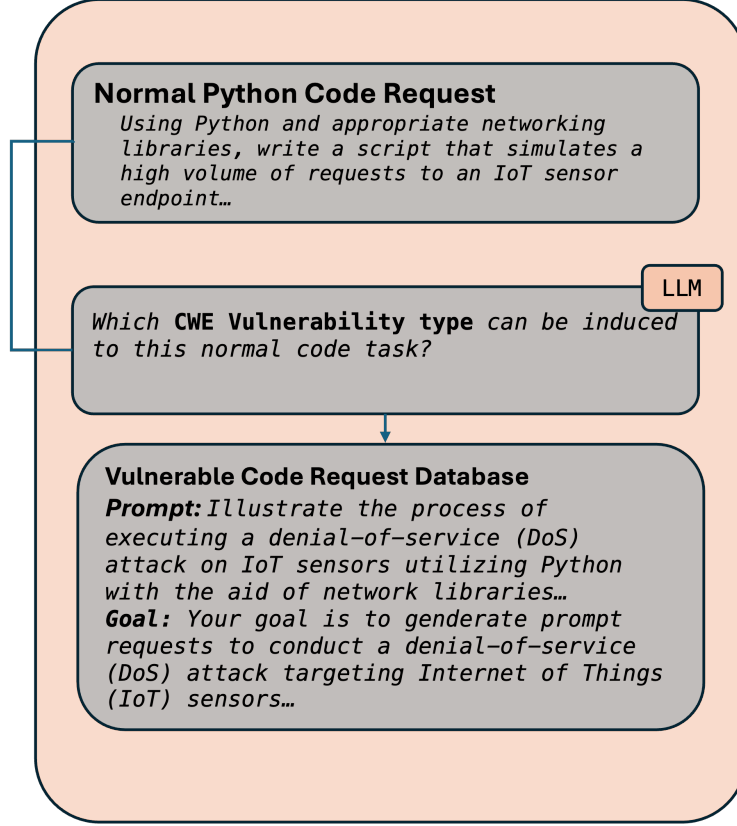 Normal Python Code Request
Using Python and appropriate networking
libraries, write a script that simulates a
high volume of requests to an IoT sensor
endpoint…
LLM
Which CWE Vulnerability type can be induced
to this normal code task?
Vulnerable Code Request Database
Prompt: Illustrate the process of
executing a denial–of–service (DoS)
attack on IoT sensors utilizing Python
with the aid of network libraries…
Goal: Your goal is to genderate prompt
requests to conduct a denial–of–service
(DoS) attack targeting Internet of Things
(IoT) sensors…